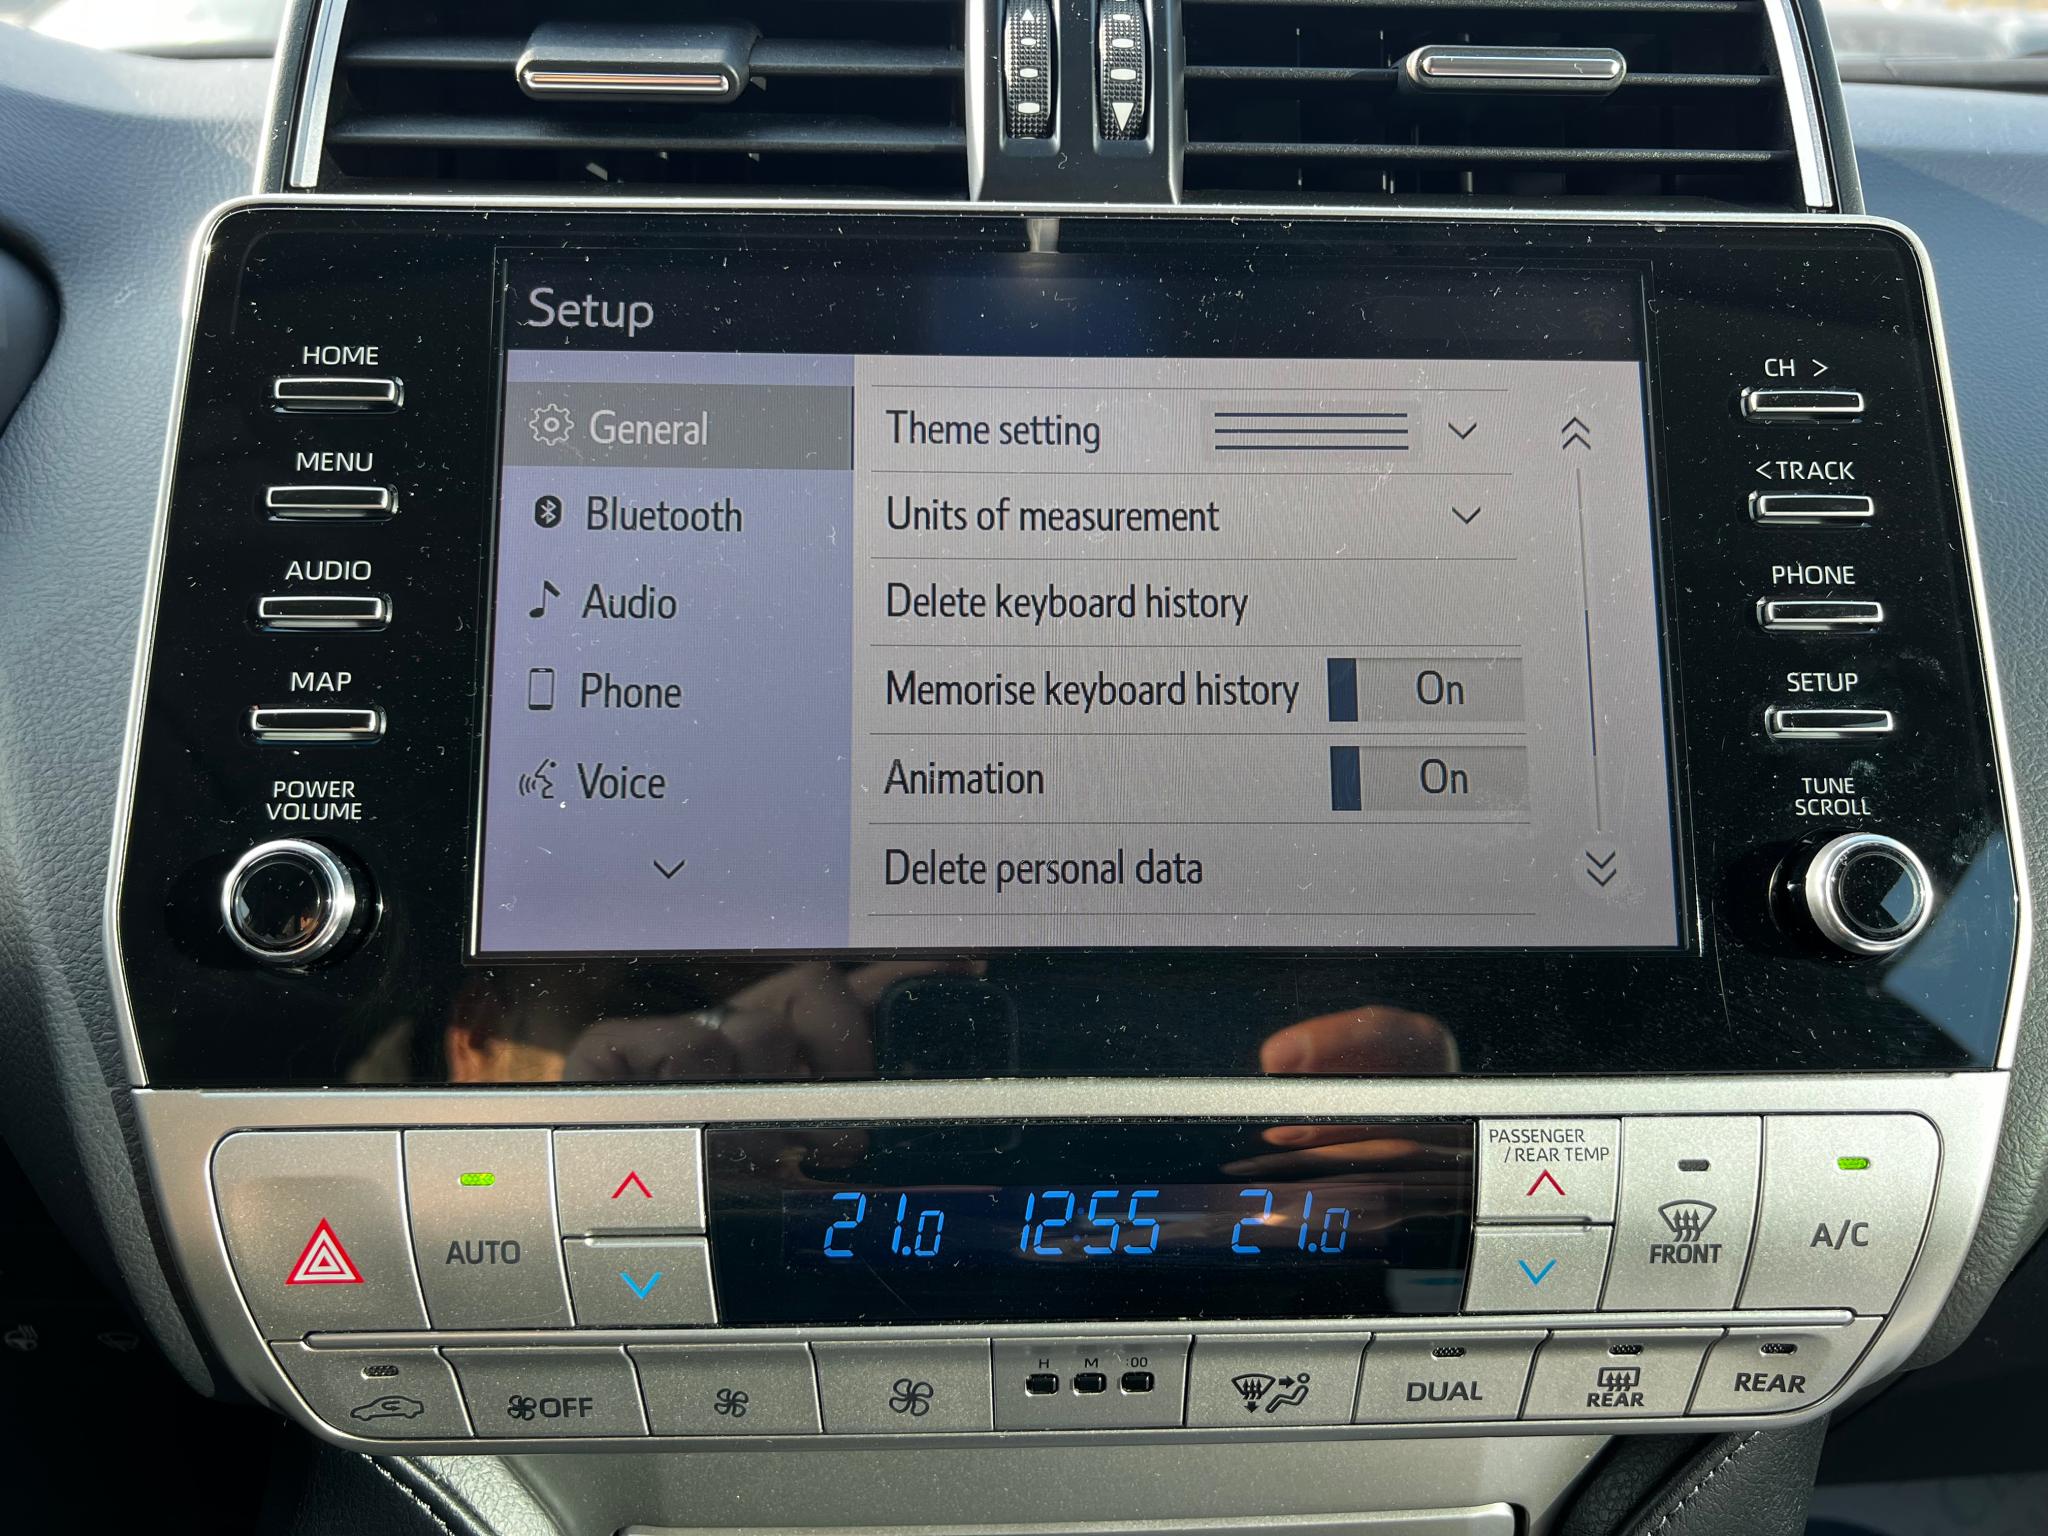 Setup
HOME
MENU
AUDIO
MAP
POWER
VOLUME
General
Bluetooth
Audio
Phone
Voice
Theme setting
Units of measurement
Delete keyboard history
Memorise keyboard history On
Animation On
Delete personal data
CH >
<TRACK
PHONE
SETUP
TUNE
SCROLL
AUTO
21.0 12:55 21.0
PASSENGER
/REAR TEMP
FRONT
A/C
OFF
H M :00
DUAL
REAR
REAR